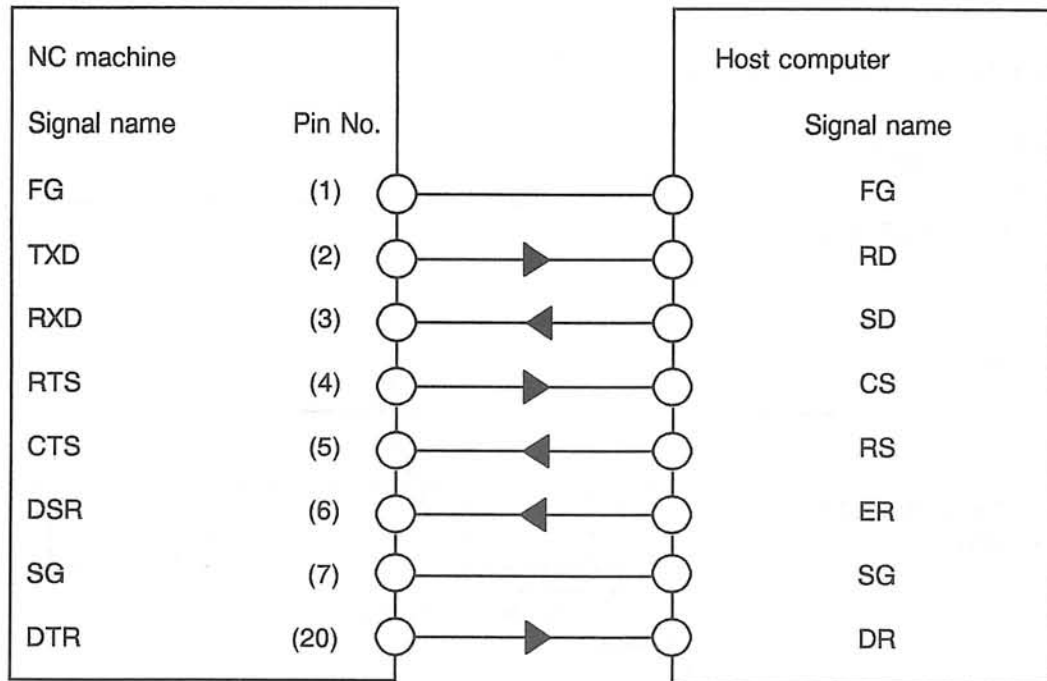 NC machine Host computer
Signal name Pin No. Signal name
FG (1) FG
TXD (2) RD
RXD (3) SD
RTS (4) CS
CTS (5) RS
DSR (6) ER
SG (7) SG
DTR (20) DR